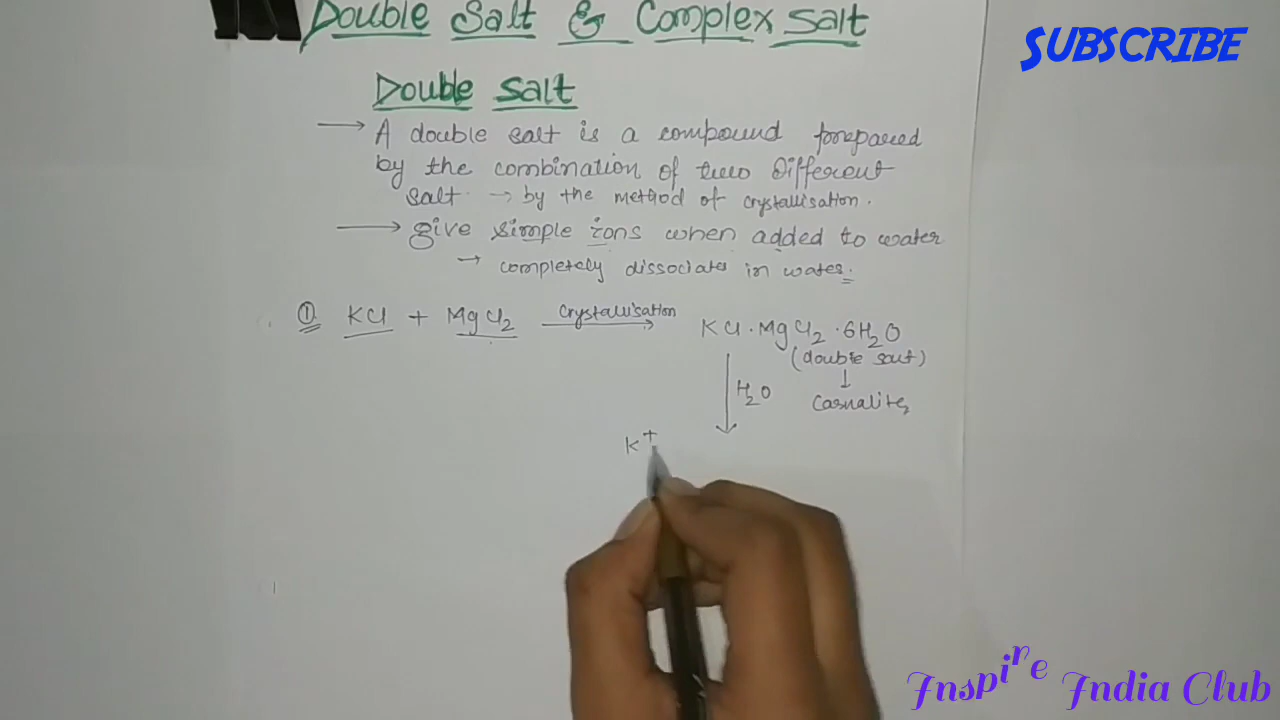 Double Salt & Complex Salt
SUBSCRIBE
Double Salt
→ A double salt is a compound prepared
by the combination of two Different
salt. → by the method of crystallisation.
→ give simple ions when added to water
→ completely dissociates in water.
① KCl + MgCl₂ Crystallisation → KCl.MgCl₂.6H₂O
(double salt)
↓ H₂O ↓
Carnalite
K⁺
Inspire India Club